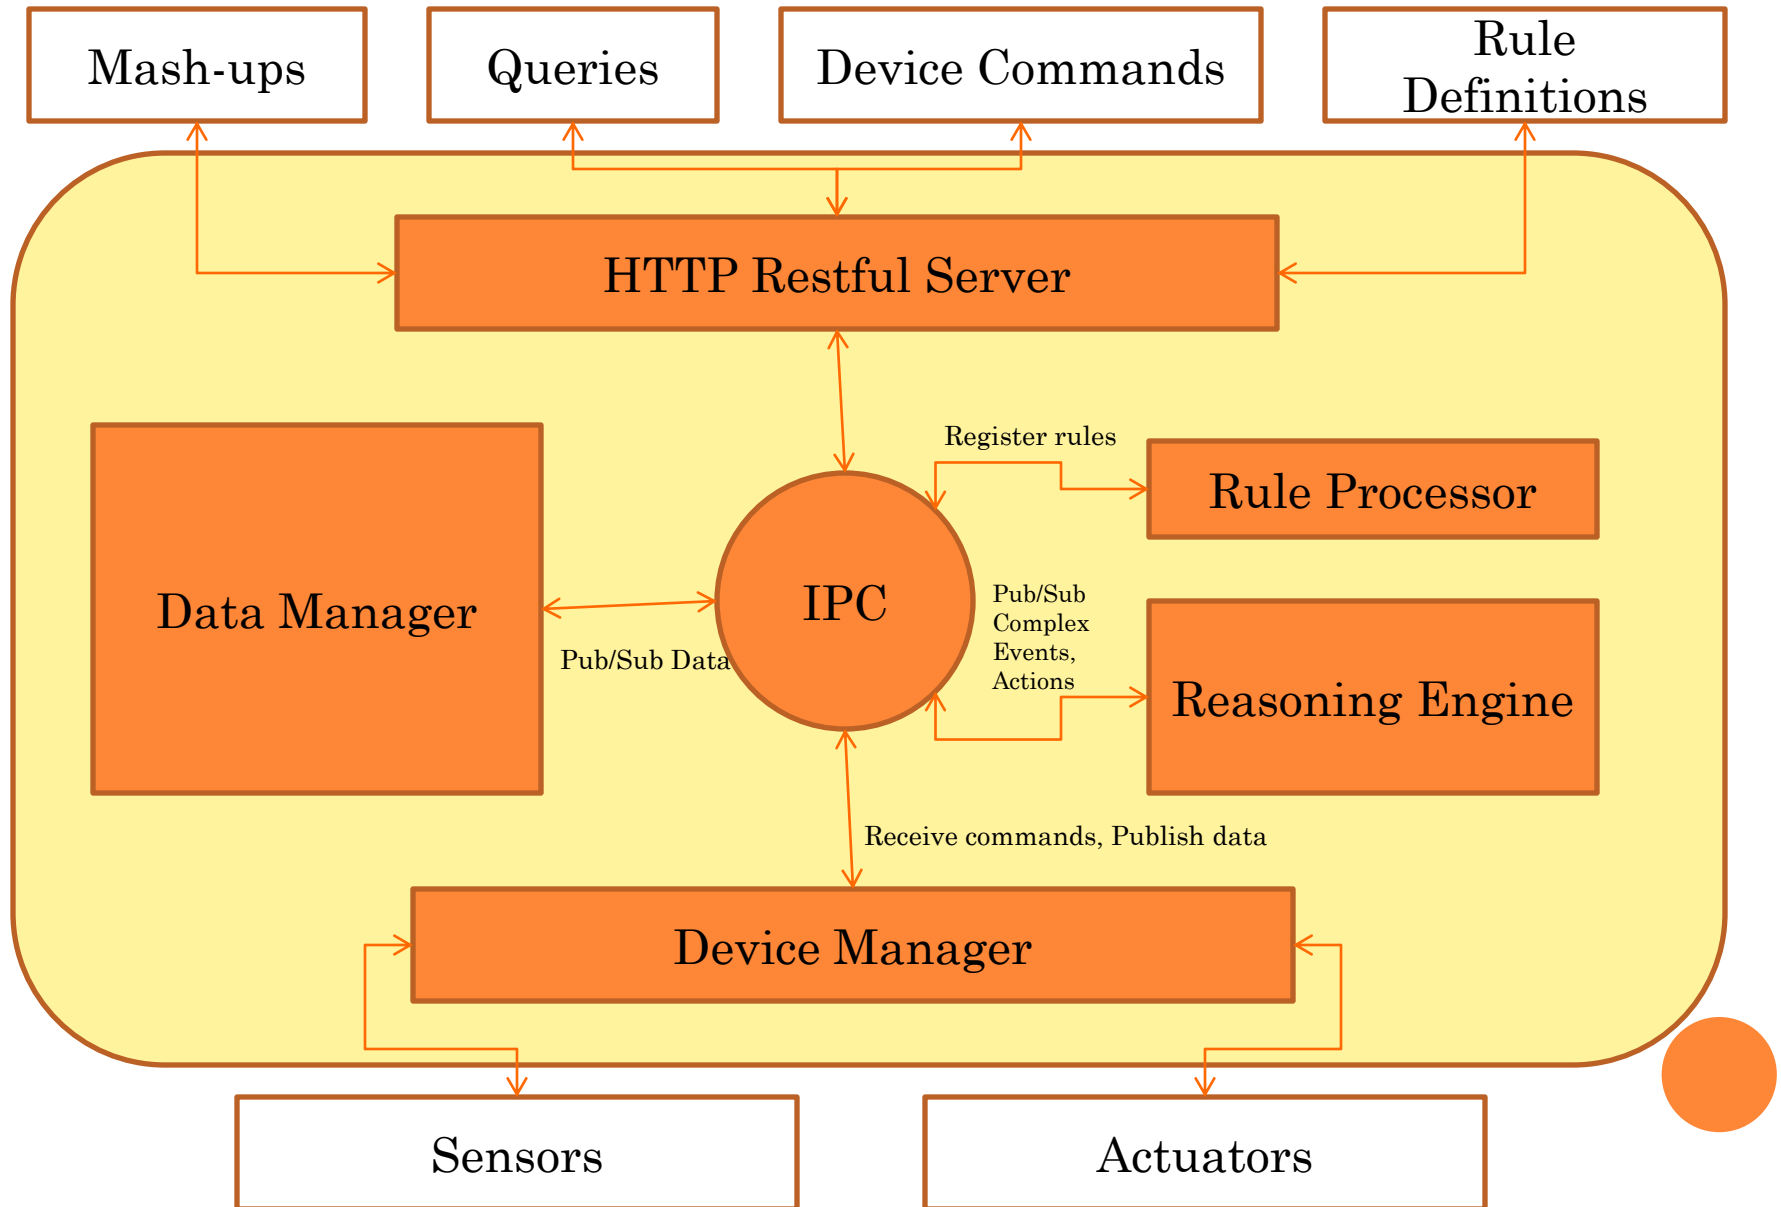 Mash-ups
Queries
Device Commands
Rule
Definitions
HTTP Restful Server
Register rules
Rule Processor
Data Manager
IPC
Pub/Sub
Complex
Events,
Actions
Pub/Sub Data
Reasoning Engine
Receive commands, Publish data
Device Manager
Sensors
Actuators